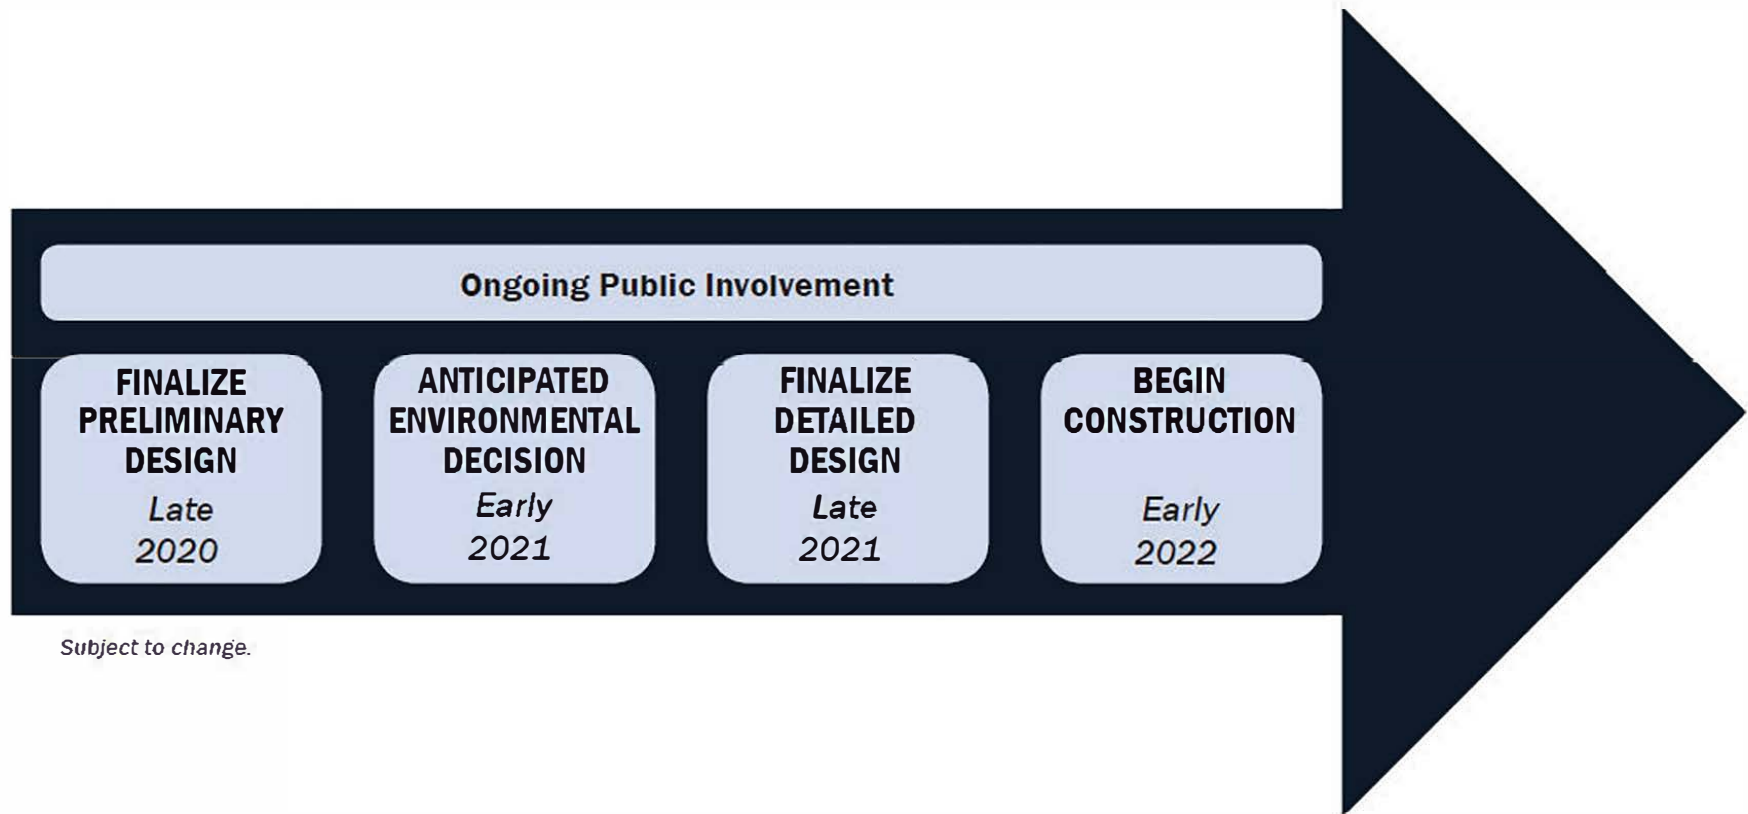 Ongoing Public Involvement
FINALIZE
PRELIMINARY
DESIGN
Late
2020
ANTICIPATED
ENVIRONMENTAL
DECISION
Early
2021
FINALIZE
DETAILED
DESIGN
Late
2021
BEGIN
CONSTRUCTION
Early
2022
Subject to change.